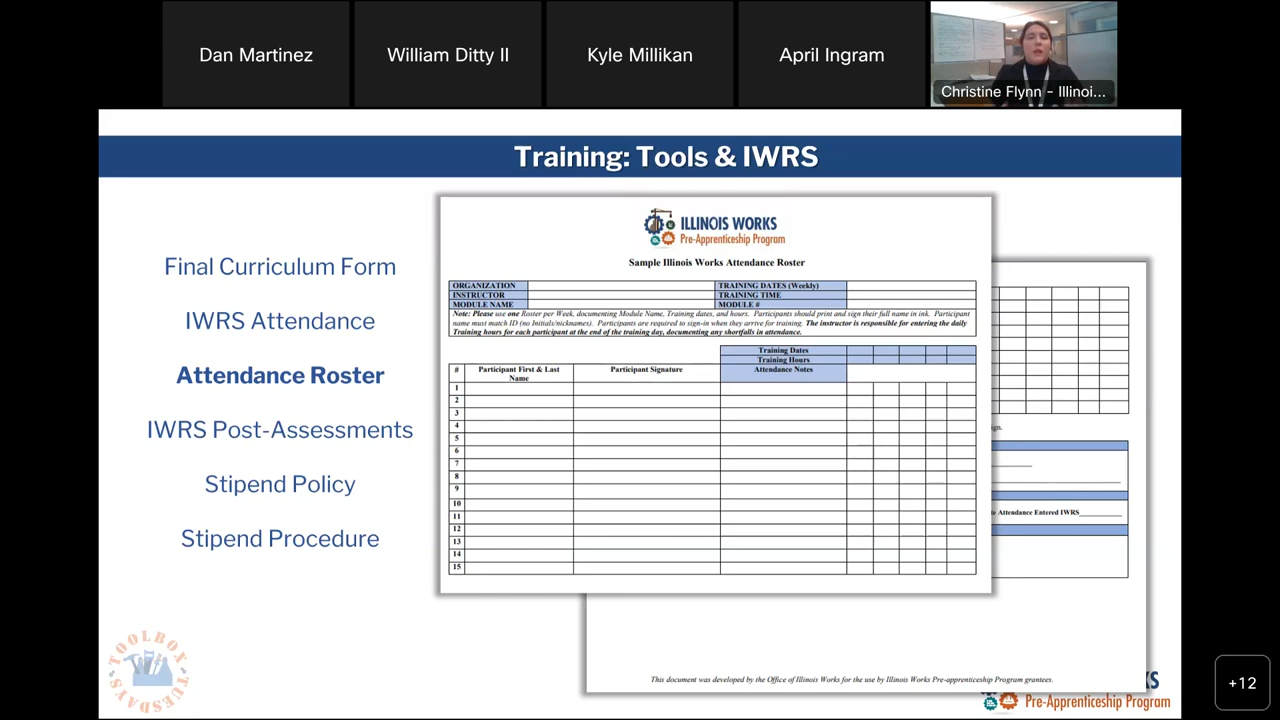 Dan Martinez
William Ditty II
Kyle Millikan
April Ingram
Christine Flynn - Illinoi...
Training: Tools & IWRS
Final Curriculum Form
IWRS Attendance
Attendance Roster
IWRS Post-Assessments
Stipend Policy
Stipend Procedure
ILLINOIS WORKS
Pre-Apprenticeship Program
Sample Illinois Works Attendance Roster
ORGANIZATION
TRAINING DATES (Weekly)
INSTRUCTOR
TRAINING TIME
MODULE NAME
MODULE #
Note: Please use one Roster per Week, documenting Module Name, Training dates, and hours. Participants should print and sign their full name in ink. Participant
name must match ID (no Initials/nicknames). Participants are required to sign-in when they arrive for training. The instructor is responsible for entering the daily
Training hours for each participant at the end of the training day, documenting any shortfalls in attendance.
Training Dates
Training Hours
# Participant First & Last Name
Participant Signature
Attendance Notes
1
2
3
4
5
6
7
8
9
10
11
12
13
14
15
ign.
Attendance Entered IWRS
This document was developed by the Office of Illinois Works for the use by Illinois Works Pre-apprenticeship Program grantees.
TOOLBOX
TUESDAYS
KS
Pre-Apprenticeship Program
+12